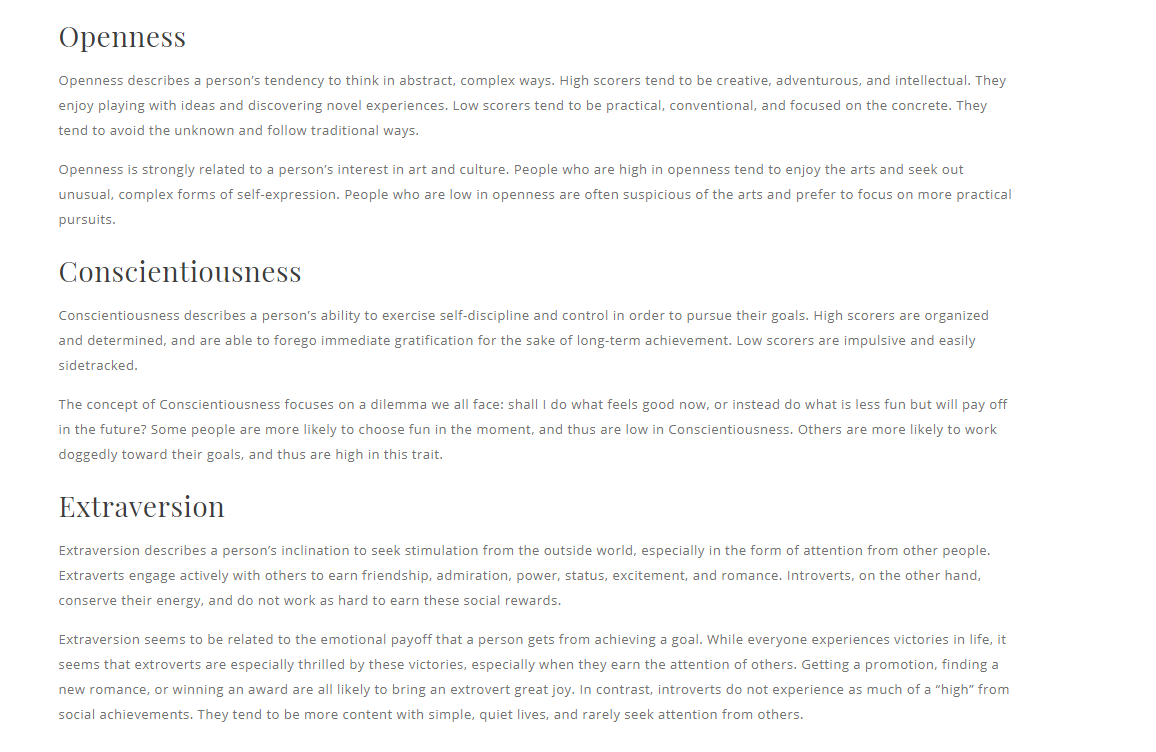 Openness
Openness describes a person’s tendency to think in abstract, complex ways. High scorers tend to be creative, adventurous, and intellectual. They
enjoy playing with ideas and discovering novel experiences. Low scorers tend to be practical, conventional, and focused on the concrete. They
tend to avoid the unknown and follow traditional ways.
Openness is strongly related to a person’s interest in art and culture. People who are high in openness tend to enjoy the arts and seek out
unusual, complex forms of self-expression. People who are low in openness are often suspicious of the arts and prefer to focus on more practical
pursuits.
Conscientiousness
Conscientiousness describes a person’s ability to exercise self-discipline and control in order to pursue their goals. High scorers are organized
and determined, and are able to forego immediate gratification for the sake of long-term achievement. Low scorers are impulsive and easily
sidetracked.
The concept of Conscientiousness focuses on a dilemma we all face: shall I do what feels good now, or instead do what is less fun but will pay off
in the future? Some people are more likely to choose fun in the moment, and thus are low in Conscientiousness. Others are more likely to work
doggedly toward their goals, and thus are high in this trait.
Extraversion
Extraversion describes a person’s inclination to seek stimulation from the outside world, especially in the form of attention from other people.
Extraverts engage actively with others to earn friendship, admiration, power, status, excitement, and romance. Introverts, on the other hand,
conserve their energy, and do not work as hard to earn these social rewards.
Extraversion seems to be related to the emotional payoff that a person gets from achieving a goal. While everyone experiences victories in life, it
seems that extroverts are especially thrilled by these victories, especially when they earn the attention of others. Getting a promotion, finding a
new romance, or winning an award are all likely to bring an extrovert great joy. In contrast, introverts do not experience as much of a “high” from
social achievements. They tend to be more content with simple, quiet lives, and rarely seek attention from others.